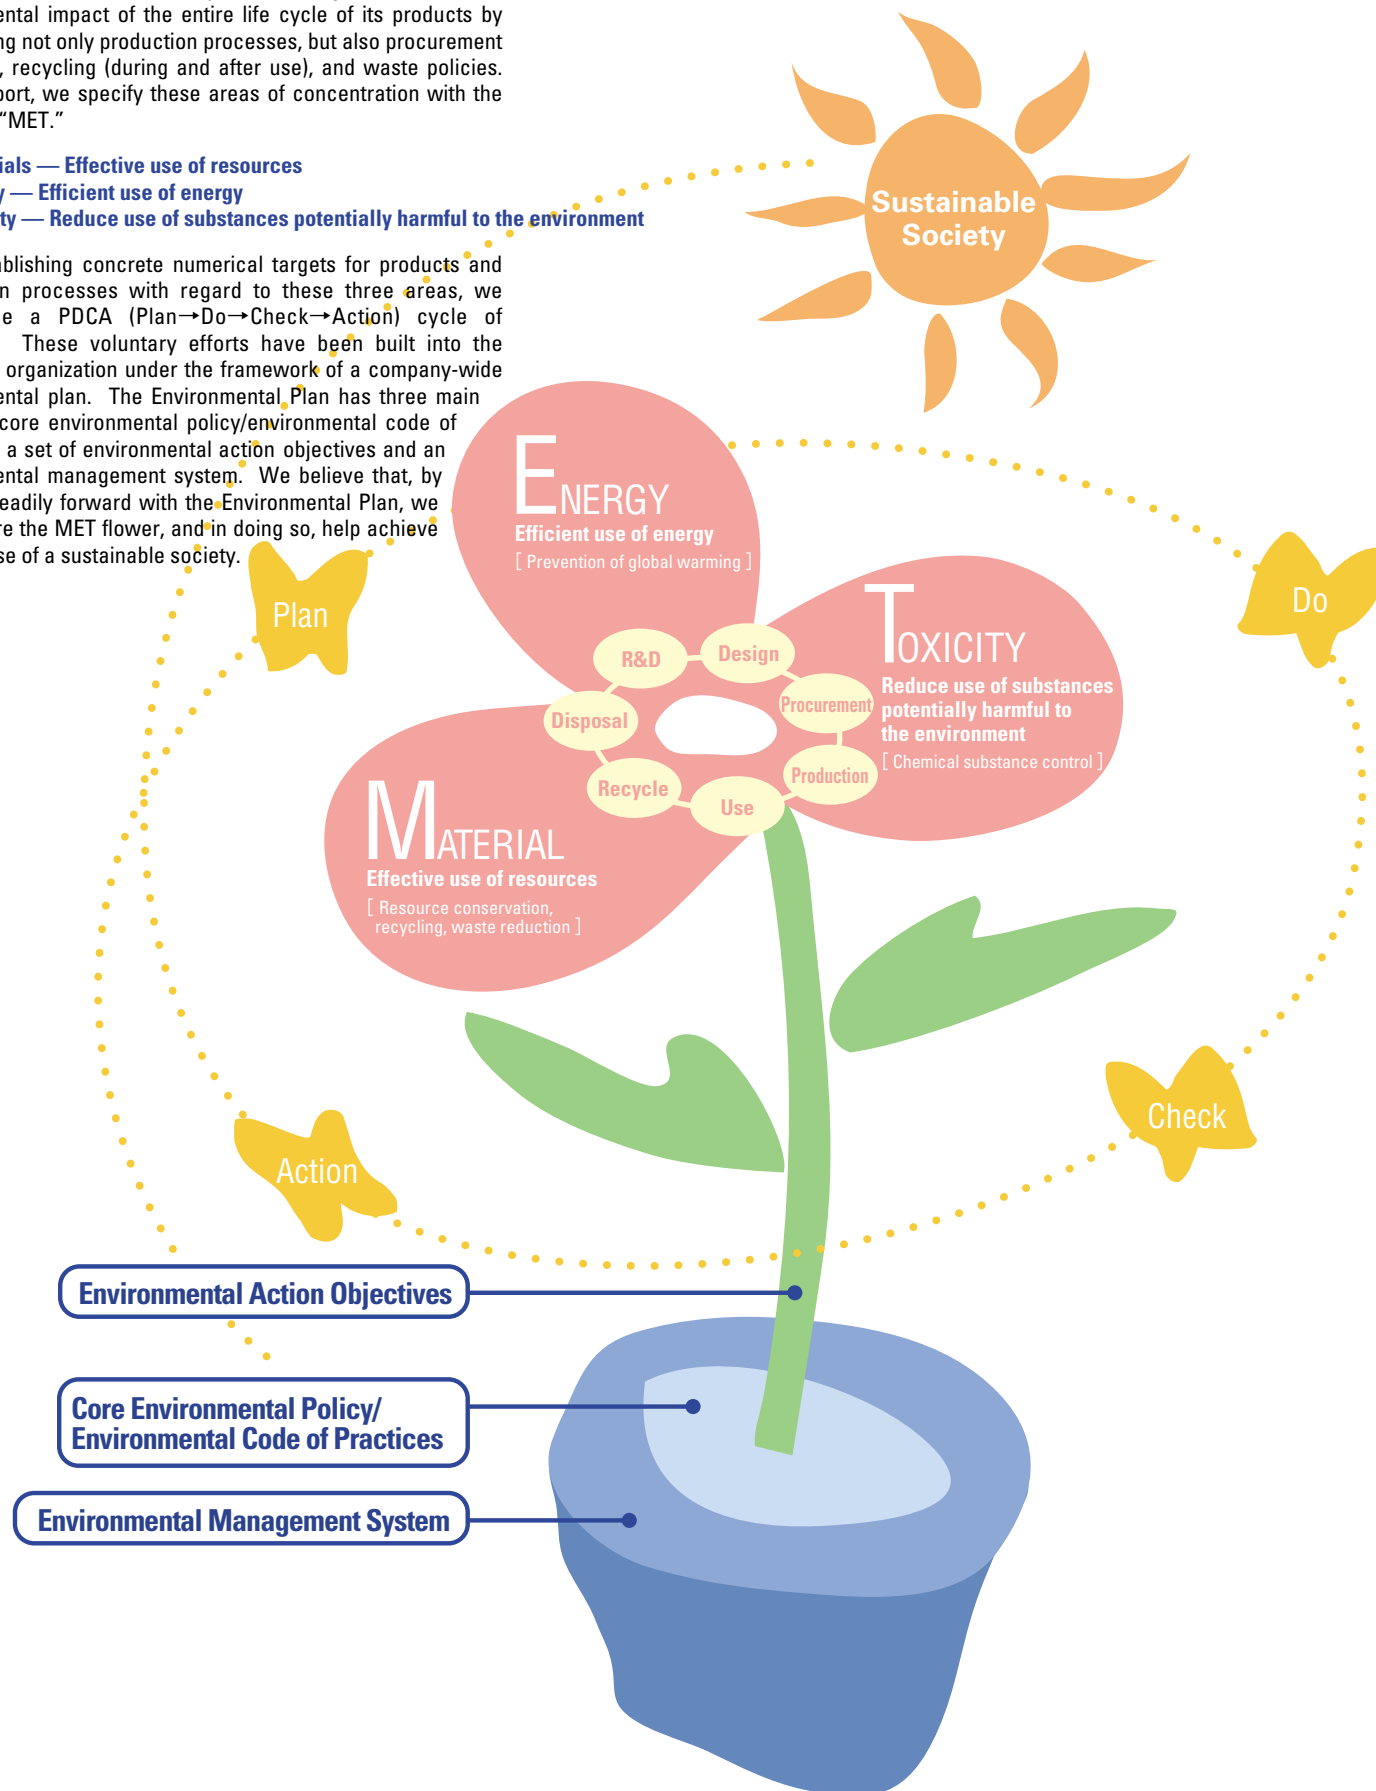 ental impact of the entire life cycle of its products by
ng not only production processes, but also procurement
, recycling (during and after use), and waste policies.
port, we specify these areas of concentration with the
"MET."
ials — Effective use of resources
y — Efficient use of energy
ity — Reduce use of substances potentially harmful to the environment
ablishing concrete numerical targets for products and
n processes with regard to these three areas, we
e a PDCA (Plan→Do→Check→Action) cycle of
These voluntary efforts have been built into the
organization under the framework of a company-wide
ental plan. The Environmental Plan has three main
core environmental policy/environmental code of
a set of environmental action objectives and an
ental management system. We believe that, by
eadily forward with the Environmental Plan, we
re the MET flower, and in doing so, help achieve
se of a sustainable society.
Sustainable
Society
ENERGY
Efficient use of energy
[ Prevention of global warming ]
Plan
Do
TOXICITY
Reduce use of substances
potentially harmful to
the environment
[ Chemical substance control ]
R&D
Design
Procurement
Production
Use
Recycle
Disposal
MATERIAL
Effective use of resources
[ Resource conservation,
recycling, waste reduction ]
Check
Action
Environmental Action Objectives
Core Environmental Policy/
Environmental Code of Practices
Environmental Management System